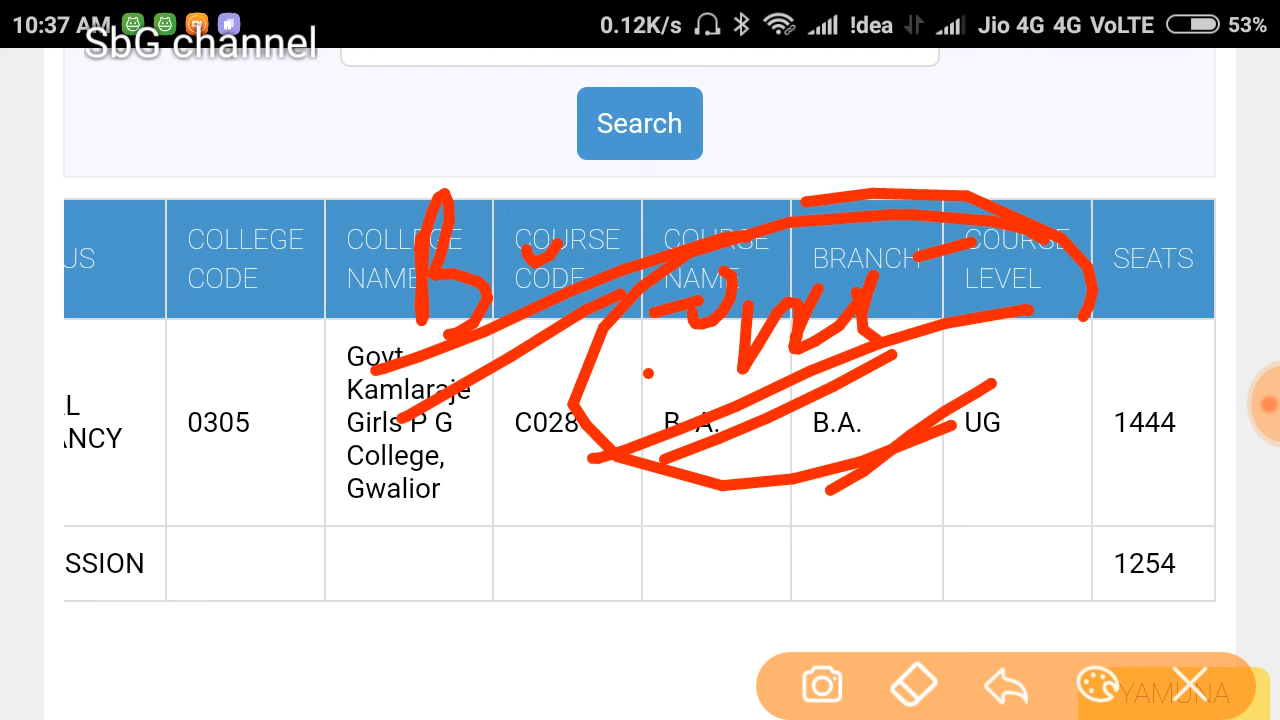 10:37 AM 0.12K/s !dea Jio 4G 4G VoLTE 53%
SbG channel
Search
US COLLEGE CODE COLLEGE NAME COURSE CODE COURSE NAME BRANCH COURSE LEVEL SEATS
0305 Govt Kamlaraje Girls P G College, Gwalior C028 B. A. B.A. UG 1444
SSION 1254
YAMUNA